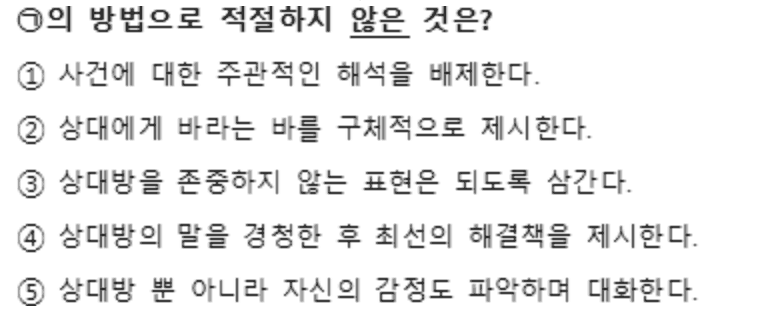 ㉠의 방법으로 적절하지 않은 것은?
① 사건에 대한 주관적인 해석을 배제한다.
② 상대에게 바라는 바를 구체적으로 제시한다.
③ 상대방을 존중하지 않는 표현은 되도록 삼간다.
④ 상대방의 말을 경청한 후 최선의 해결책을 제시한다.
⑤ 상대방 뿐 아니라 자신의 감정도 파악하며 대화한다.